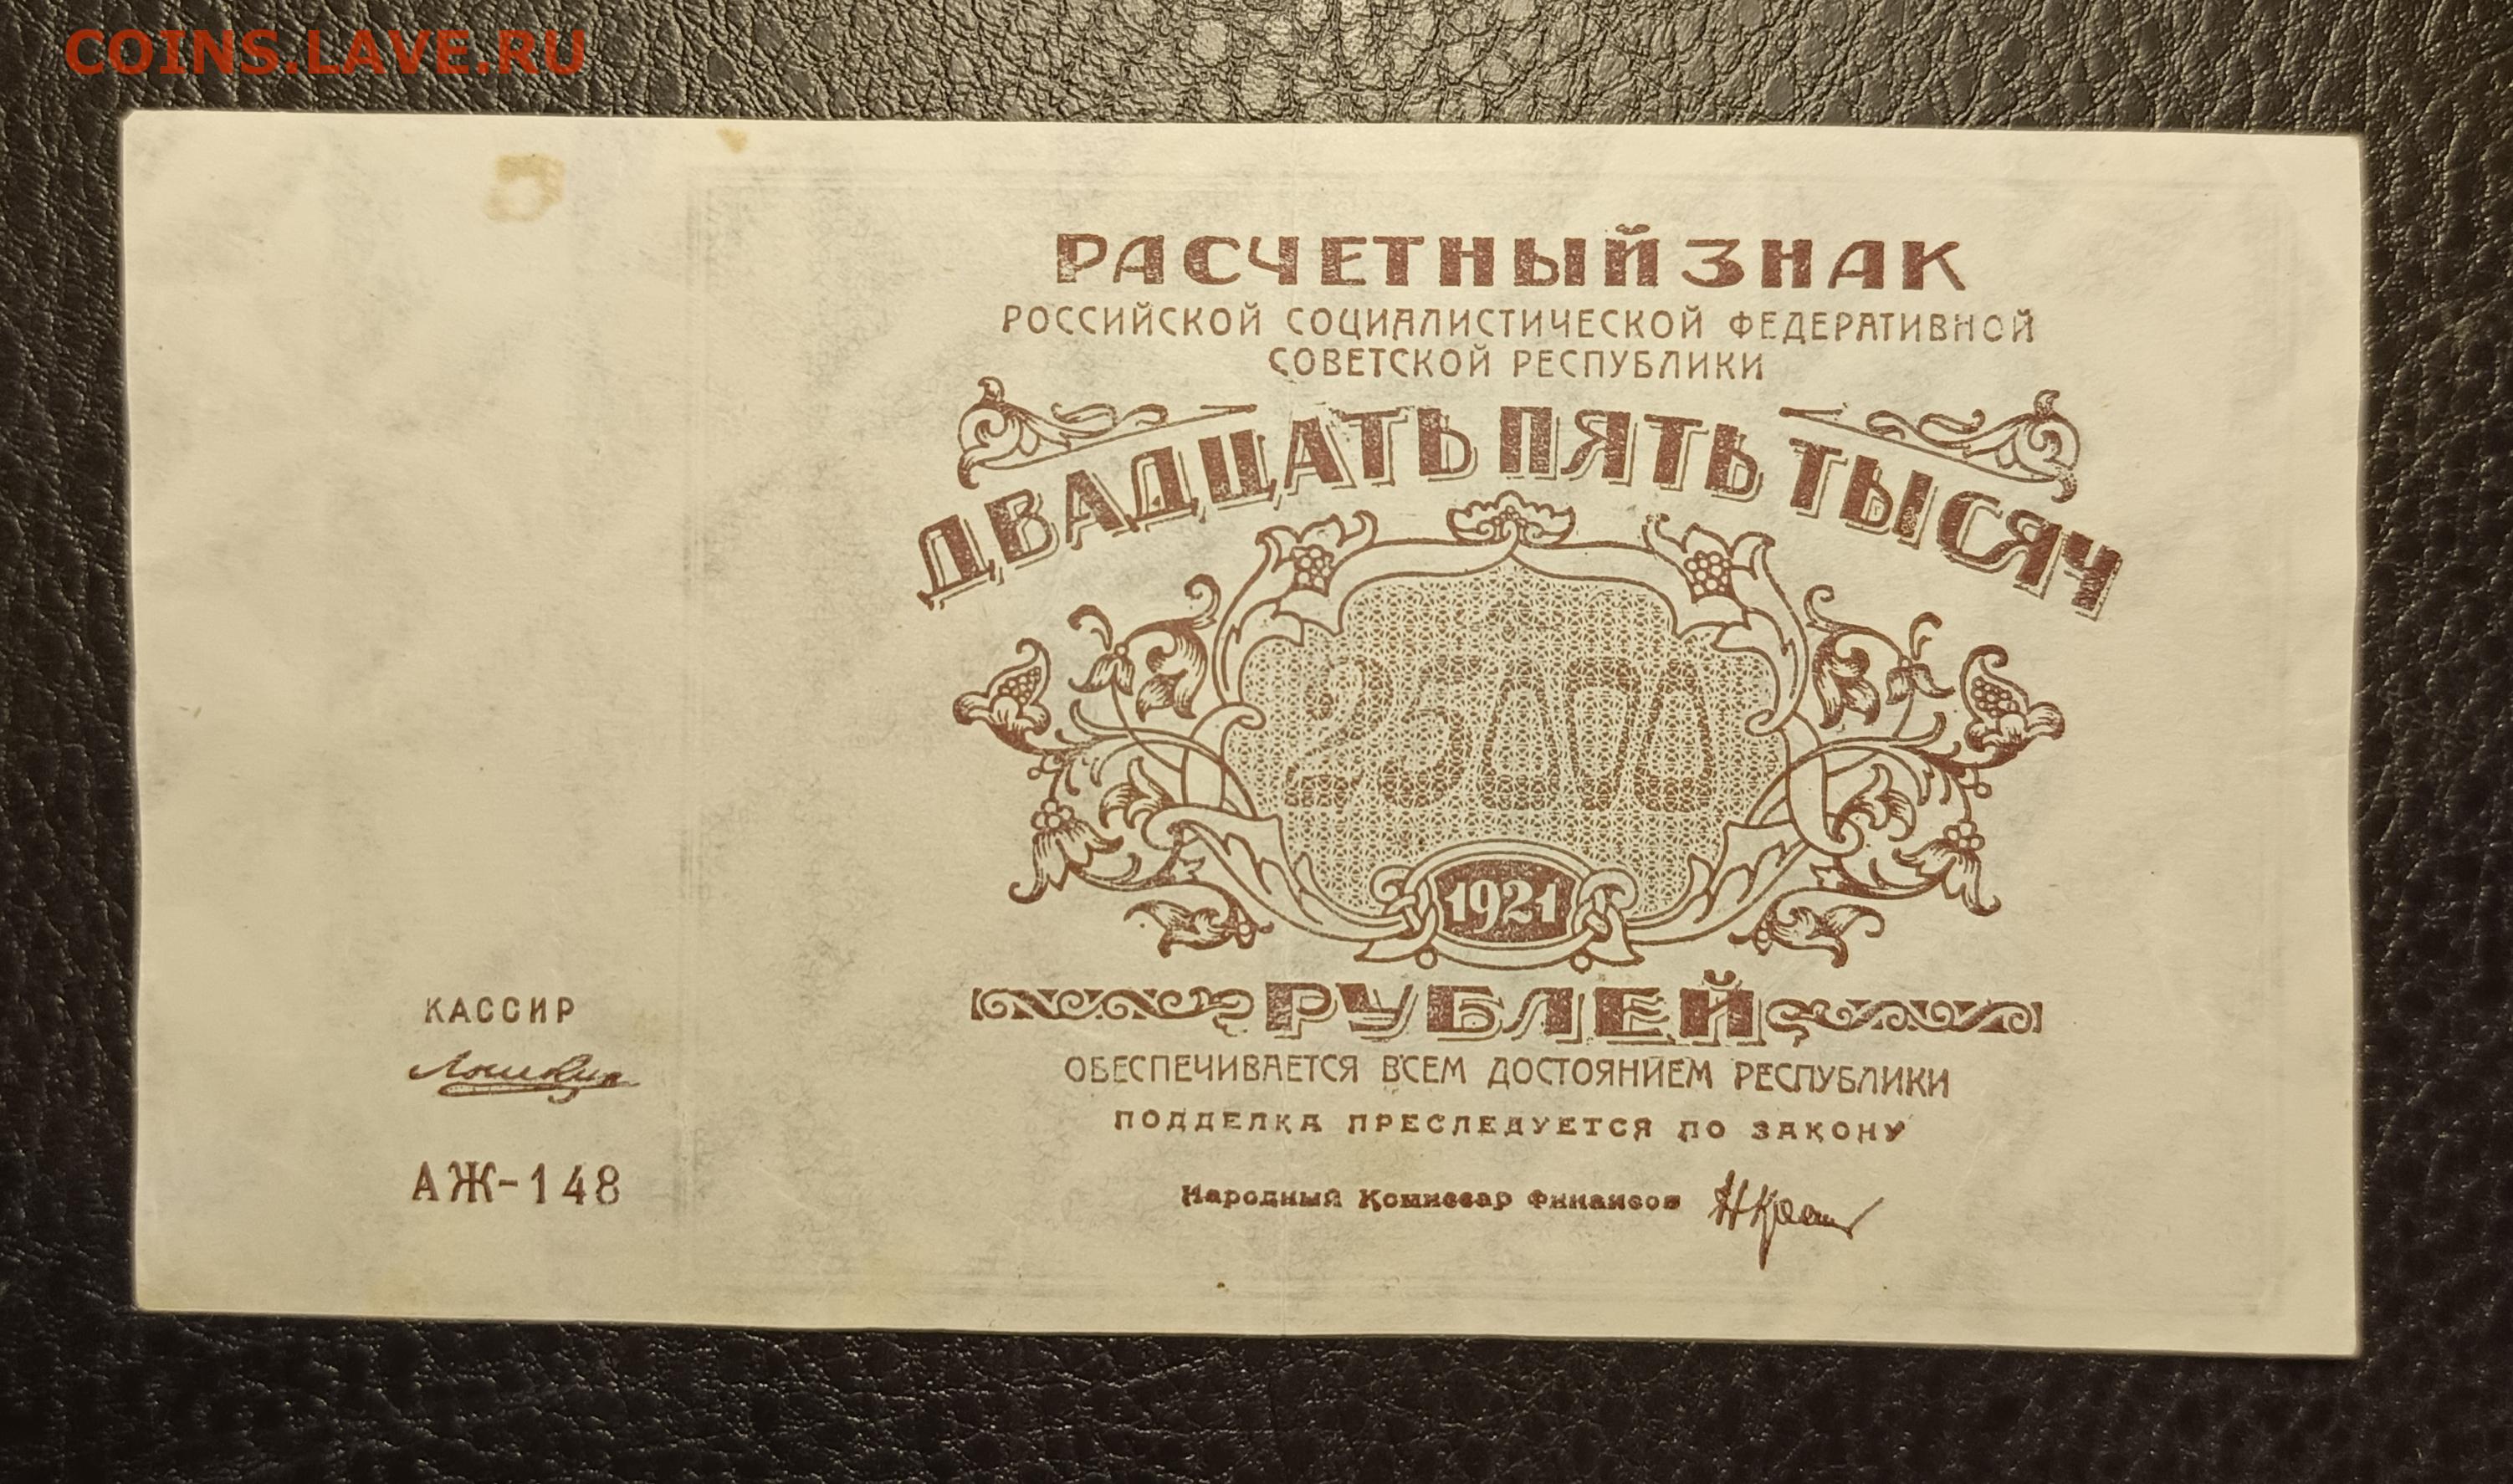 COINS.LAVE.RU
РАСЧЕТНЫЙ ЗНАК
РОССИЙСКОЙ СОЦИАЛИСТИЧЕСКОЙ ФЕДЕРАТИВНОЙ
СОВЕТСКОЙ РЕСПУБЛИКИ
ДВАДЦАТЬ ПЯТЬ ТЫСЯЧ
25000
1921
РУБЛЕЙ
ОБЕСПЕЧИВАЕТСЯ ВСЕМ ДОСТОЯНИЕМ РЕСПУБЛИКИ
ПОДДЕЛКА ПРЕСЛЕДУЕТСЯ ПО ЗАКОНУ
Народный Комиссар Финансов
КАССИР
АЖ-148